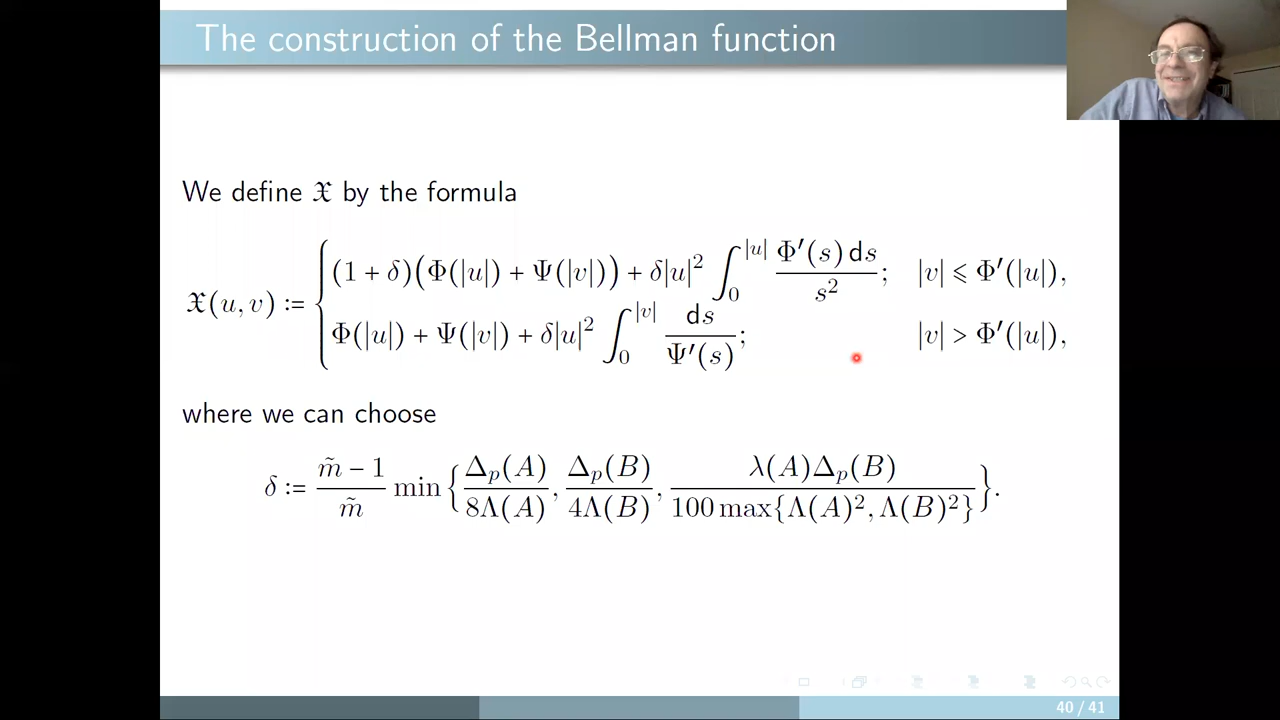 The construction of the Bellman function
We define 𝔛 by the formula
𝔛(u, v) := { (1 + δ)(Φ(|u|) + Ψ(|v|)) + δ|u|² ∫₀^{|u|} Φ′(s) ds / s² ; |v| ⩽ Φ′(|u|),
Φ(|u|) + Ψ(|v|) + δ|u|² ∫₀^{|v|} ds / Ψ′(s) ; |v| > Φ′(|u|),
where we can choose
δ := (m̃ − 1) / m̃ min { Δ_p(A) / 8Λ(A) , Δ_p(B) / 4Λ(B) , λ(A)Δ_p(B) / 100 max{Λ(A)², Λ(B)²} }.
40 / 41